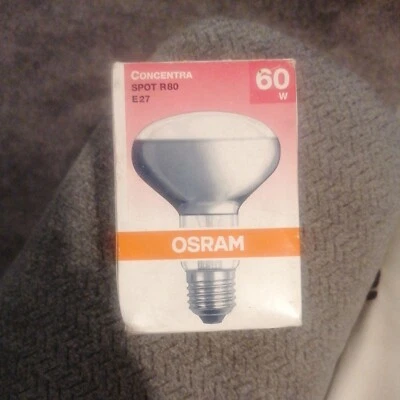 CONCENTRA
SPOT R80
E27
60
W
OSRAM